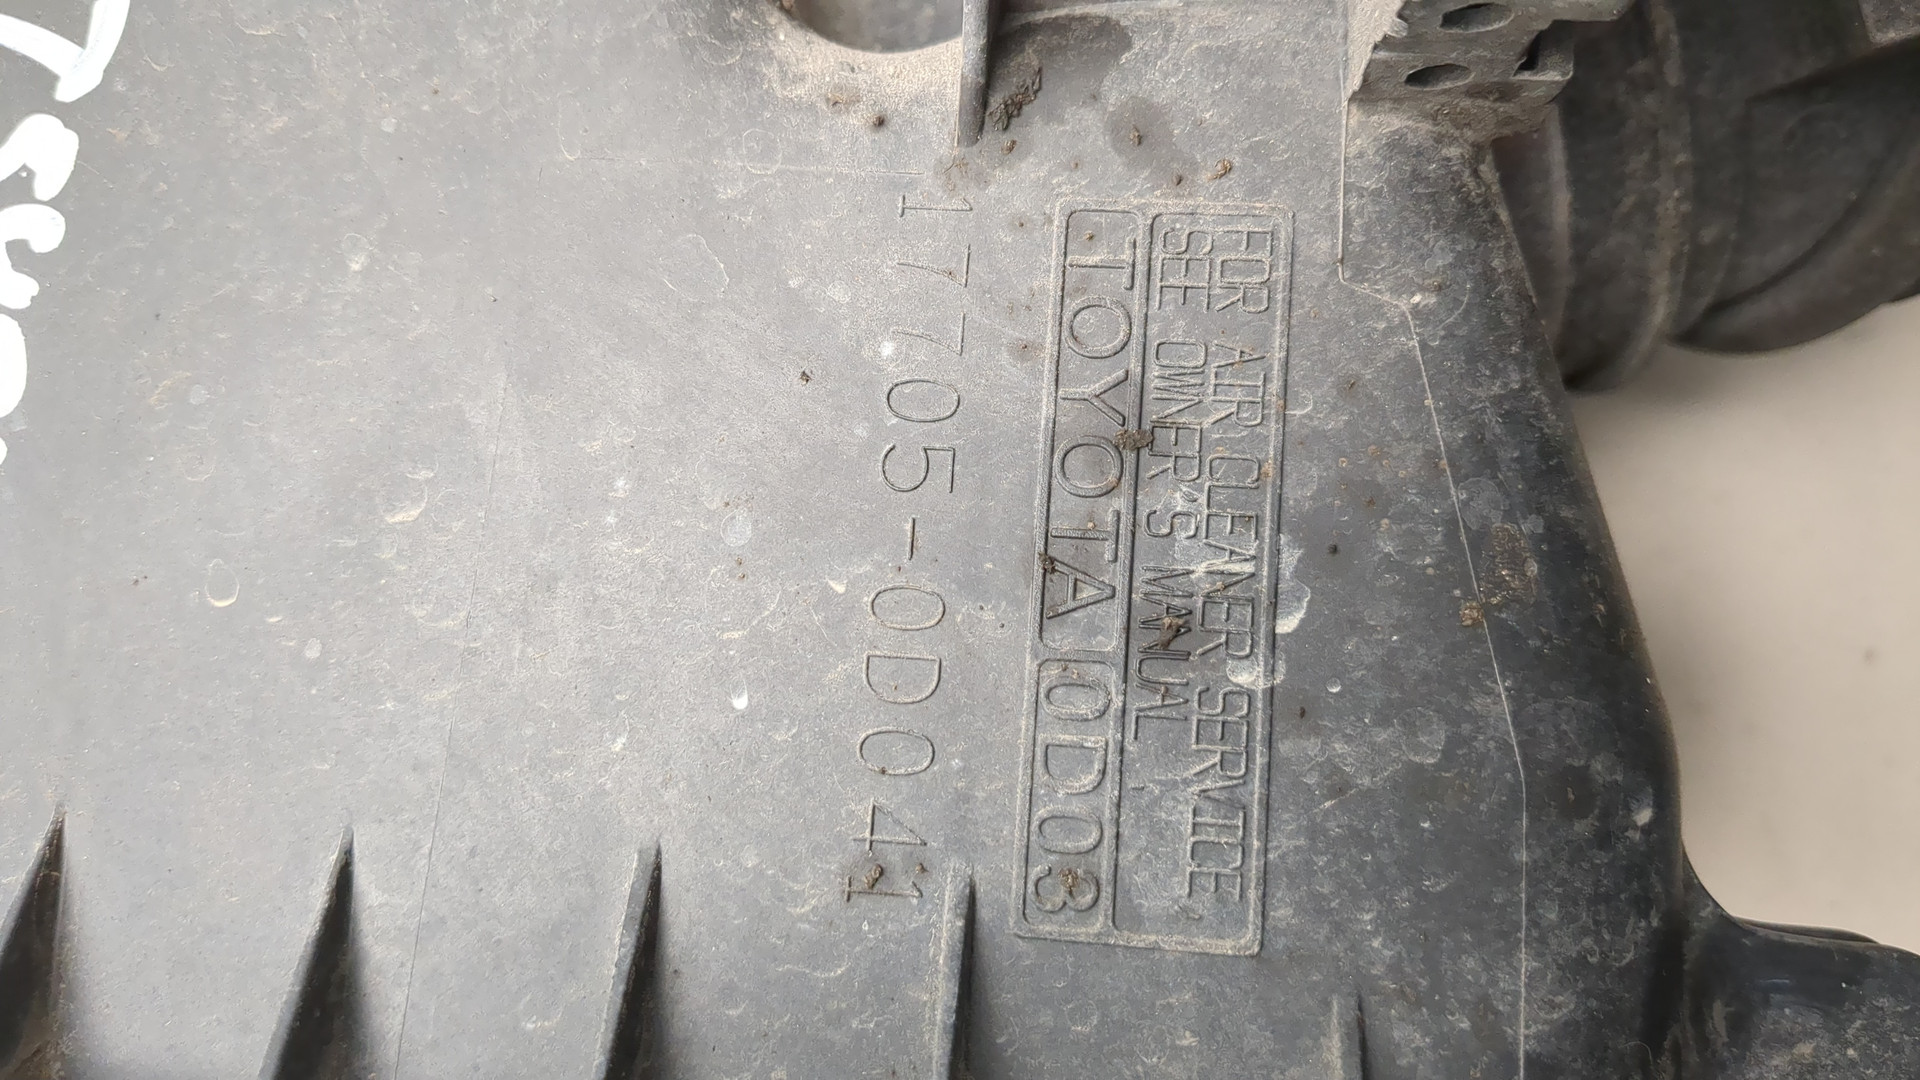 FOR AIR CLEANER SERVICE,
SEE OWNER'S MANUAL
TOYOTA 0D03
17705-0D041